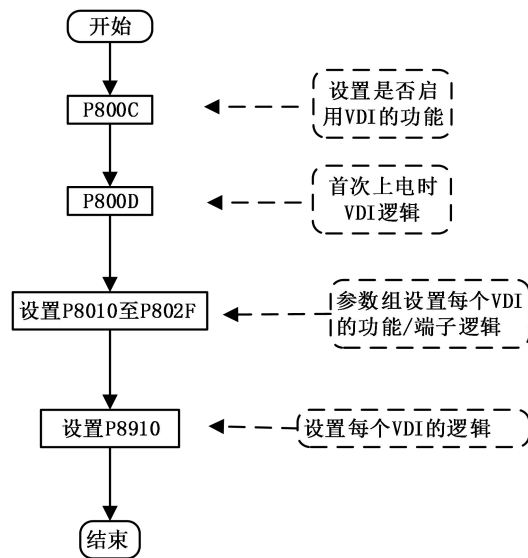 开始
P800C
设置是否启
用VDI的功能
P800D
首次上电时
VDI逻辑
设置P8010至P802F
参数组设置每个VDI
的功能/端子逻辑
设置P8910
设置每个VDI的逻辑
结束